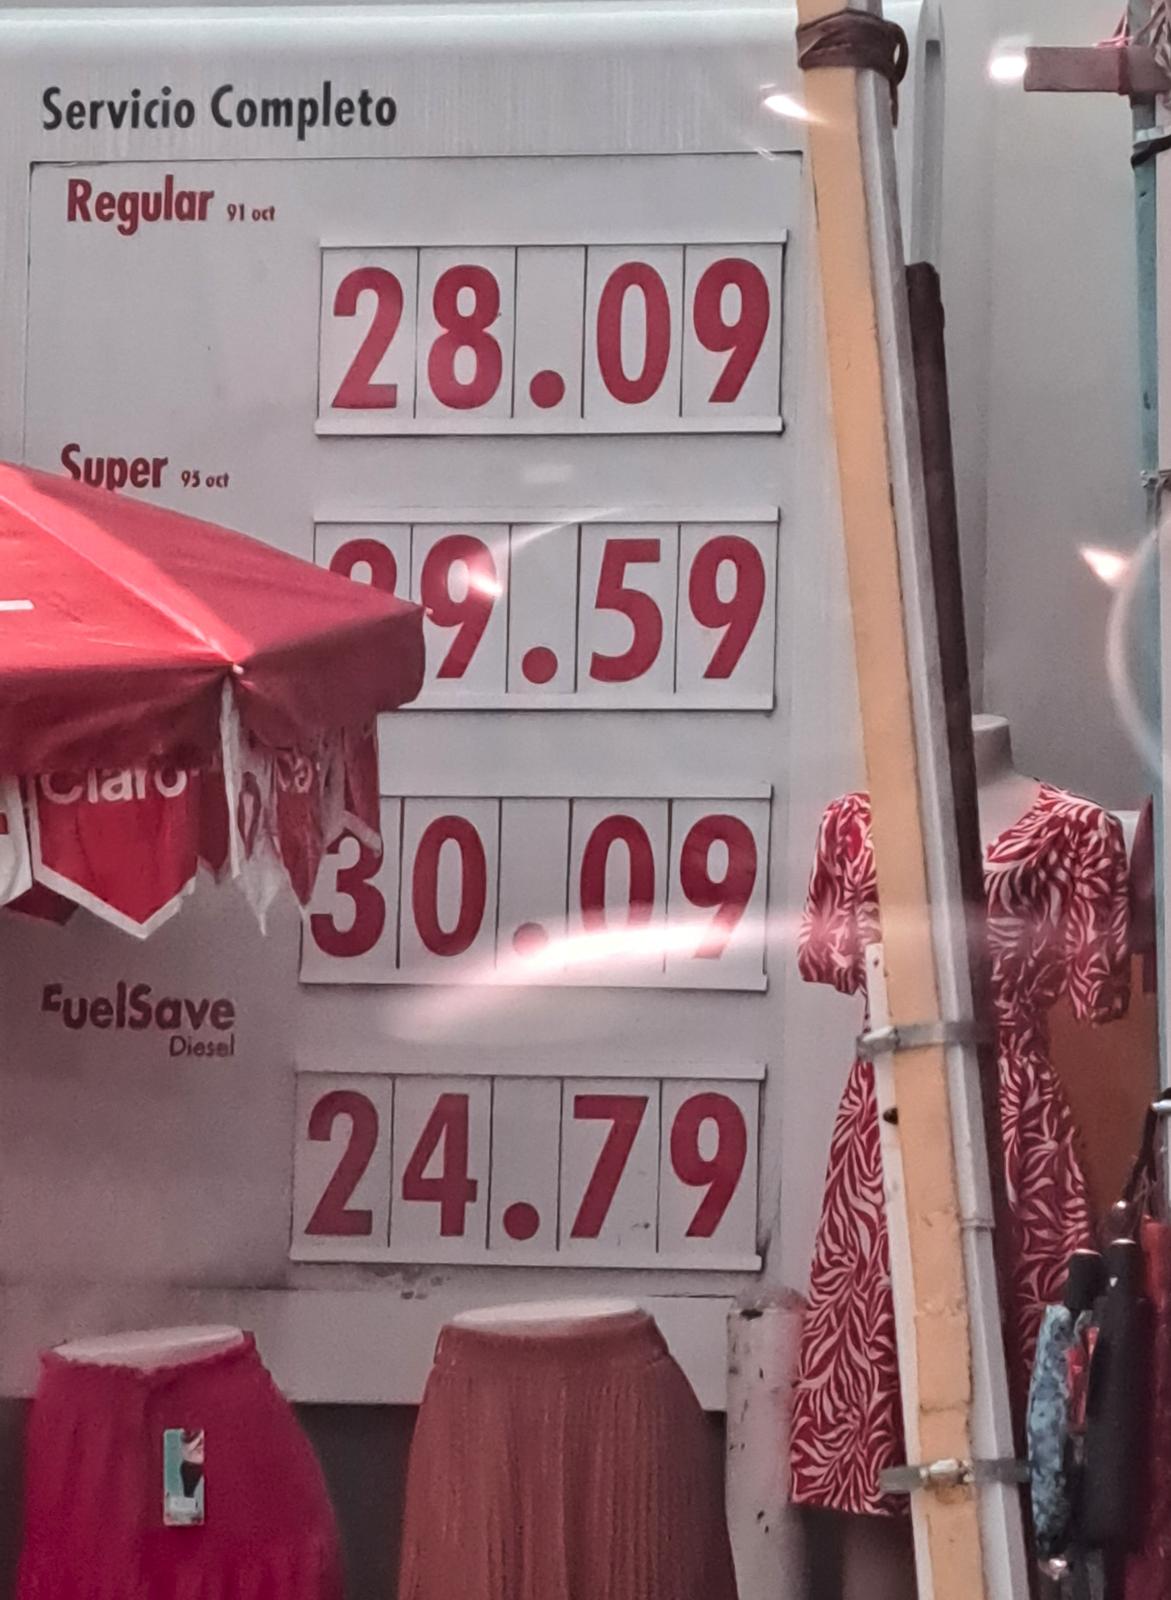 Servicio Completo
Regular 91 oct
28.09
Super 95 oct
9.59
30.09
Claro
FuelSave
Diesel
24.79